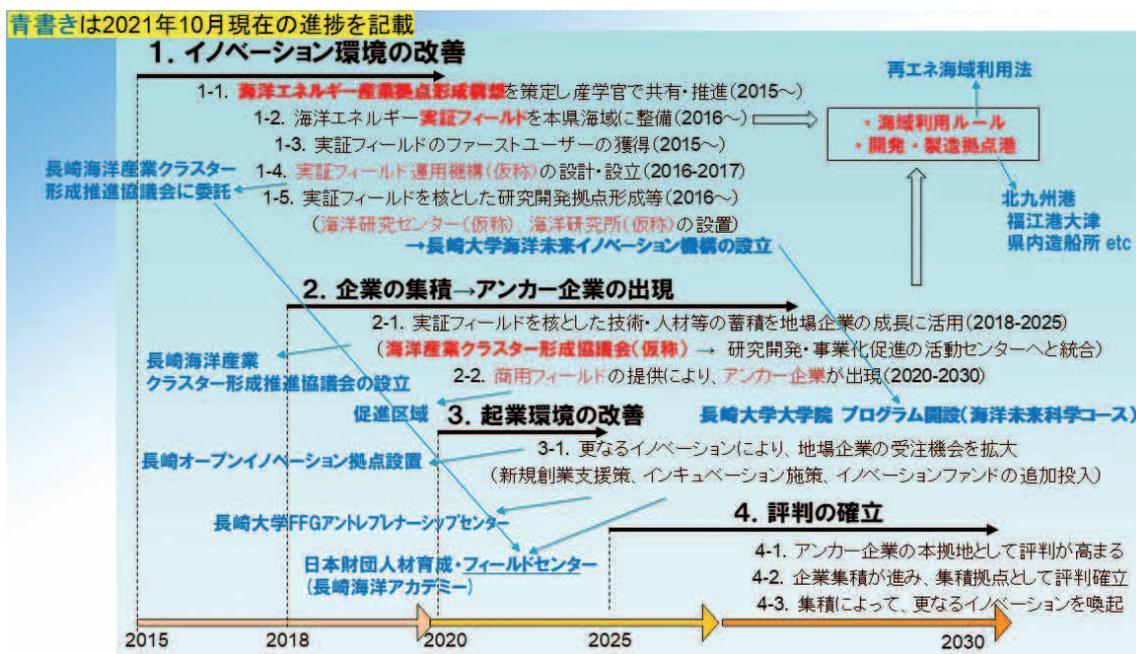 青書きは2021年10月現在の進捗を記載
1. イノベーション環境の改善
再エネ海域利用法
1-1. 海洋エネルギー産業拠点形成構想を策定し産学官で共有・推進(2015～)
1-2. 海洋エネルギー実証フィールドを本県海域に整備(2016～)
・海域利用ルール
・開発・製造拠点港
1-3. 実証フィールドのファーストユーザーの獲得(2015～)
長崎海洋産業クラスター
形成推進協議会に委託
1-4. 実証フィールド運用機構(仮称)の設計・設立(2016-2017)
1-5. 実証フィールドを核とした研究開発拠点形成等(2016～)
(海洋研究センター(仮称) 海洋研究所(仮称)の設置)
→長崎大学海洋未来イノベーション機構の設立
北九州港
福江港大津
県内造船所 etc
2. 企業の集積→アンカー企業の出現
2-1. 実証フィールドを核とした技術・人材等の蓄積を地場企業の成長に活用(2018-2025)
(海洋産業クラスター形成協議会(仮称) → 研究開発・事業化促進の活動センターへと統合)
長崎海洋産業
クラスター形成推進協議会の設立
2-2. 商用フィールドの提供により、アンカー企業が出現(2020-2030)
促進区域
3. 起業環境の改善
長崎大学大学院 プログラム開設(海洋未来科学コース)
3-1. 更なるイノベーションにより、地場企業の受注機会を拡大
長崎オープンイノベーション拠点設置
(新規創業支援策、インキュベーション施策、イノベーションファンドの追加投入)
長崎大学FFGアントレプレナーシップセンター
4. 評判の確立
日本財団人材育成・フィールドセンター
(長崎海洋アカデミー)
4-1. アンカー企業の本拠地として評判が高まる
4-2. 企業集積が進み、集積拠点として評判確立
4-3. 集積によって、更なるイノベーションを喚起
2015 2018 2020 2025 2030